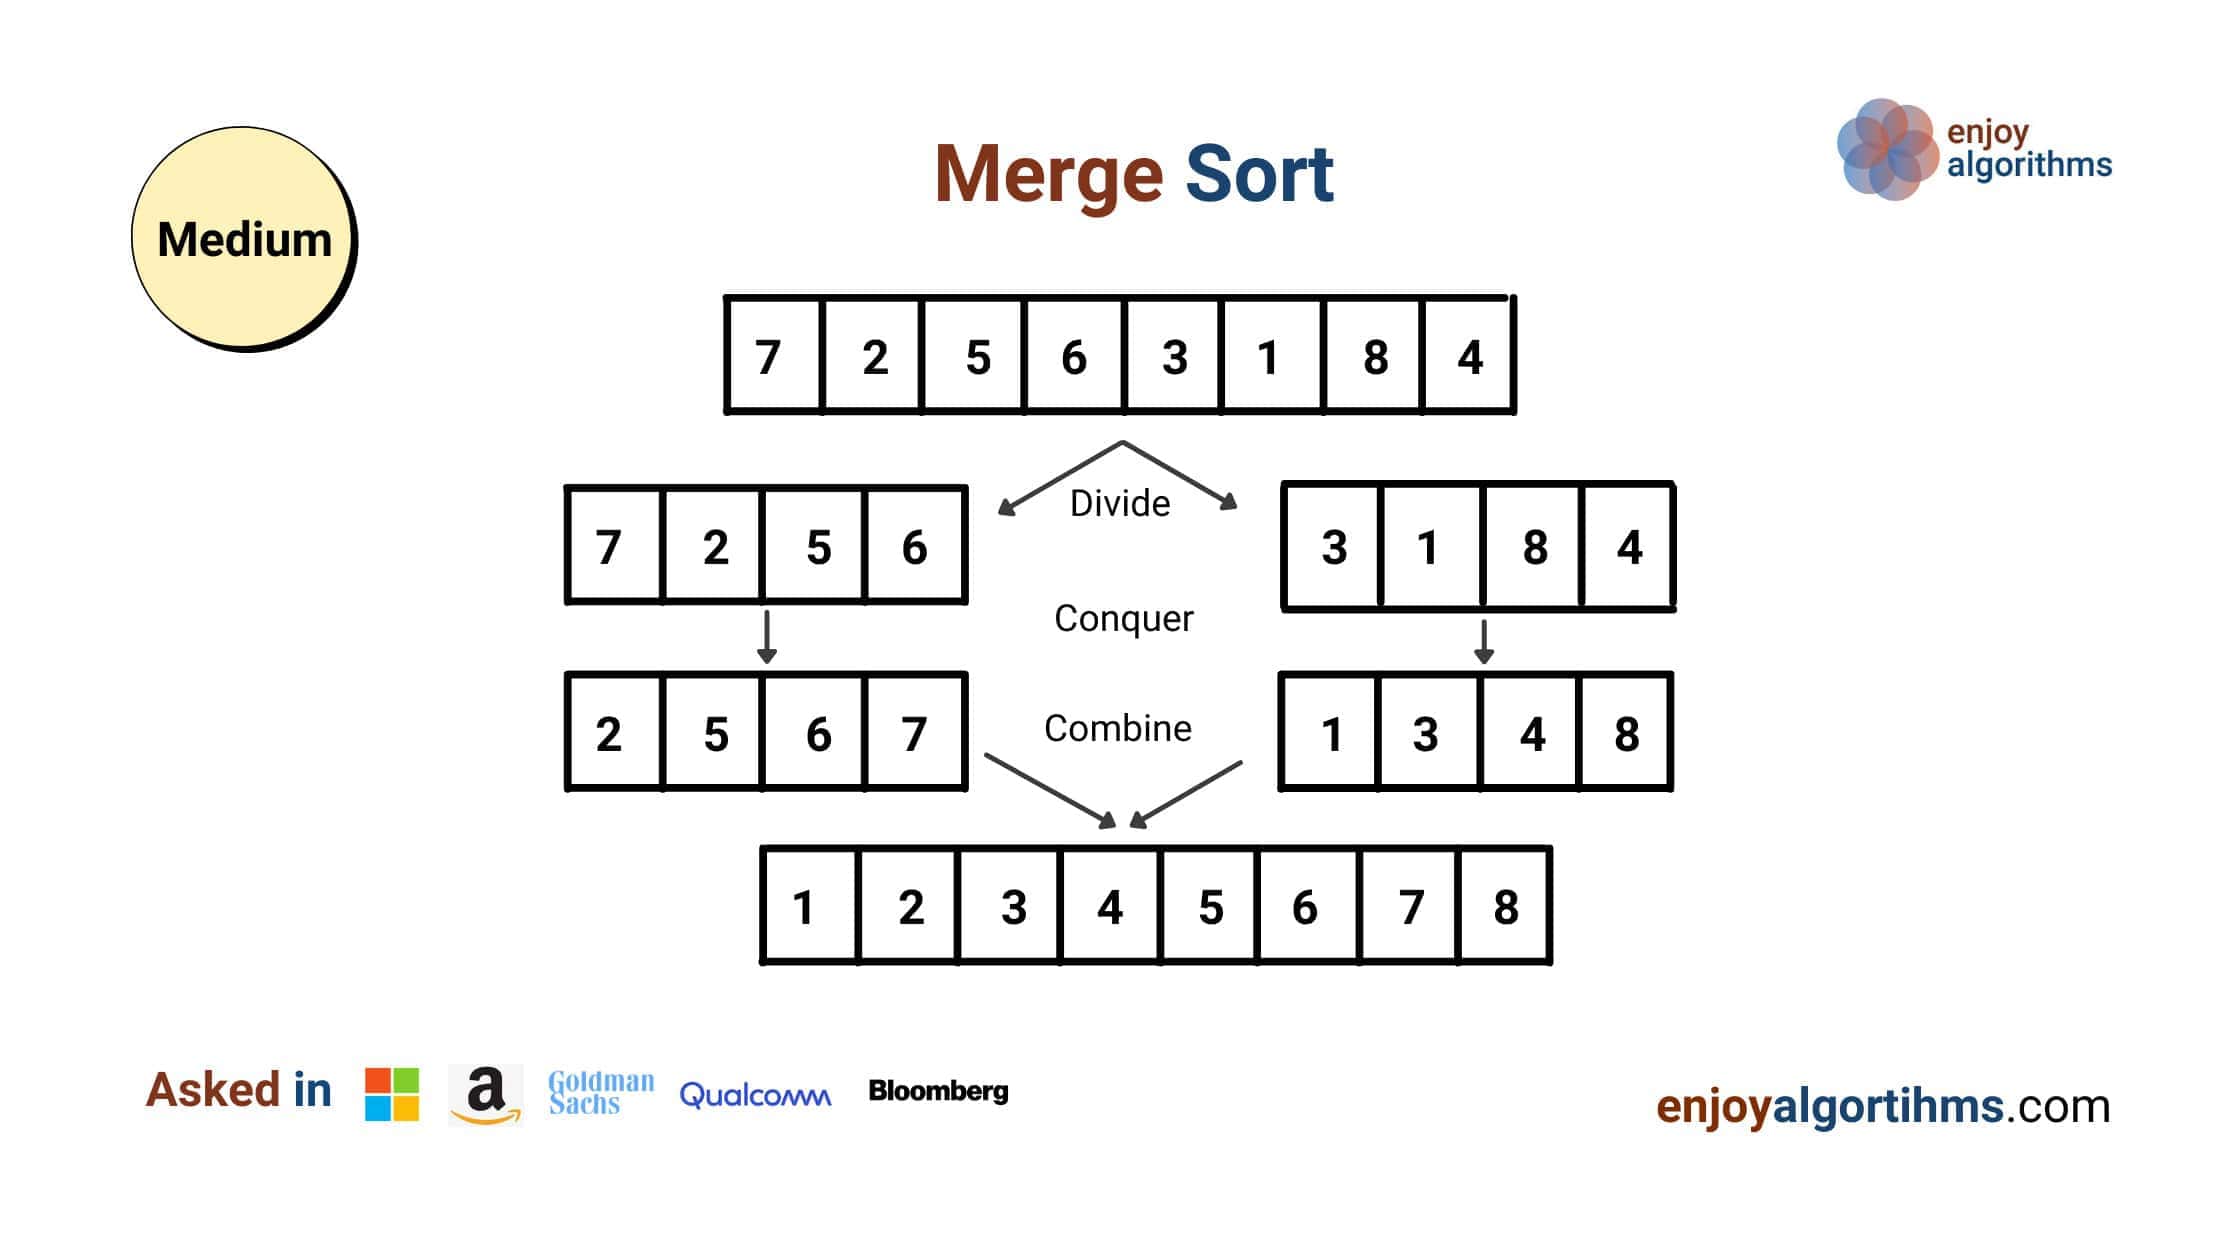 Medium
Merge Sort
enjoy
algorithms
7 2 5 6 3 1 8 4
Divide
7 2 5 6
3 1 8 4
Conquer
2 5 6 7
Combine
1 3 4 8
1 2 3 4 5 6 7 8
Asked in
a
Goldman
Sachs
Qualcomm
Bloomberg
enjoyalgortihms.com